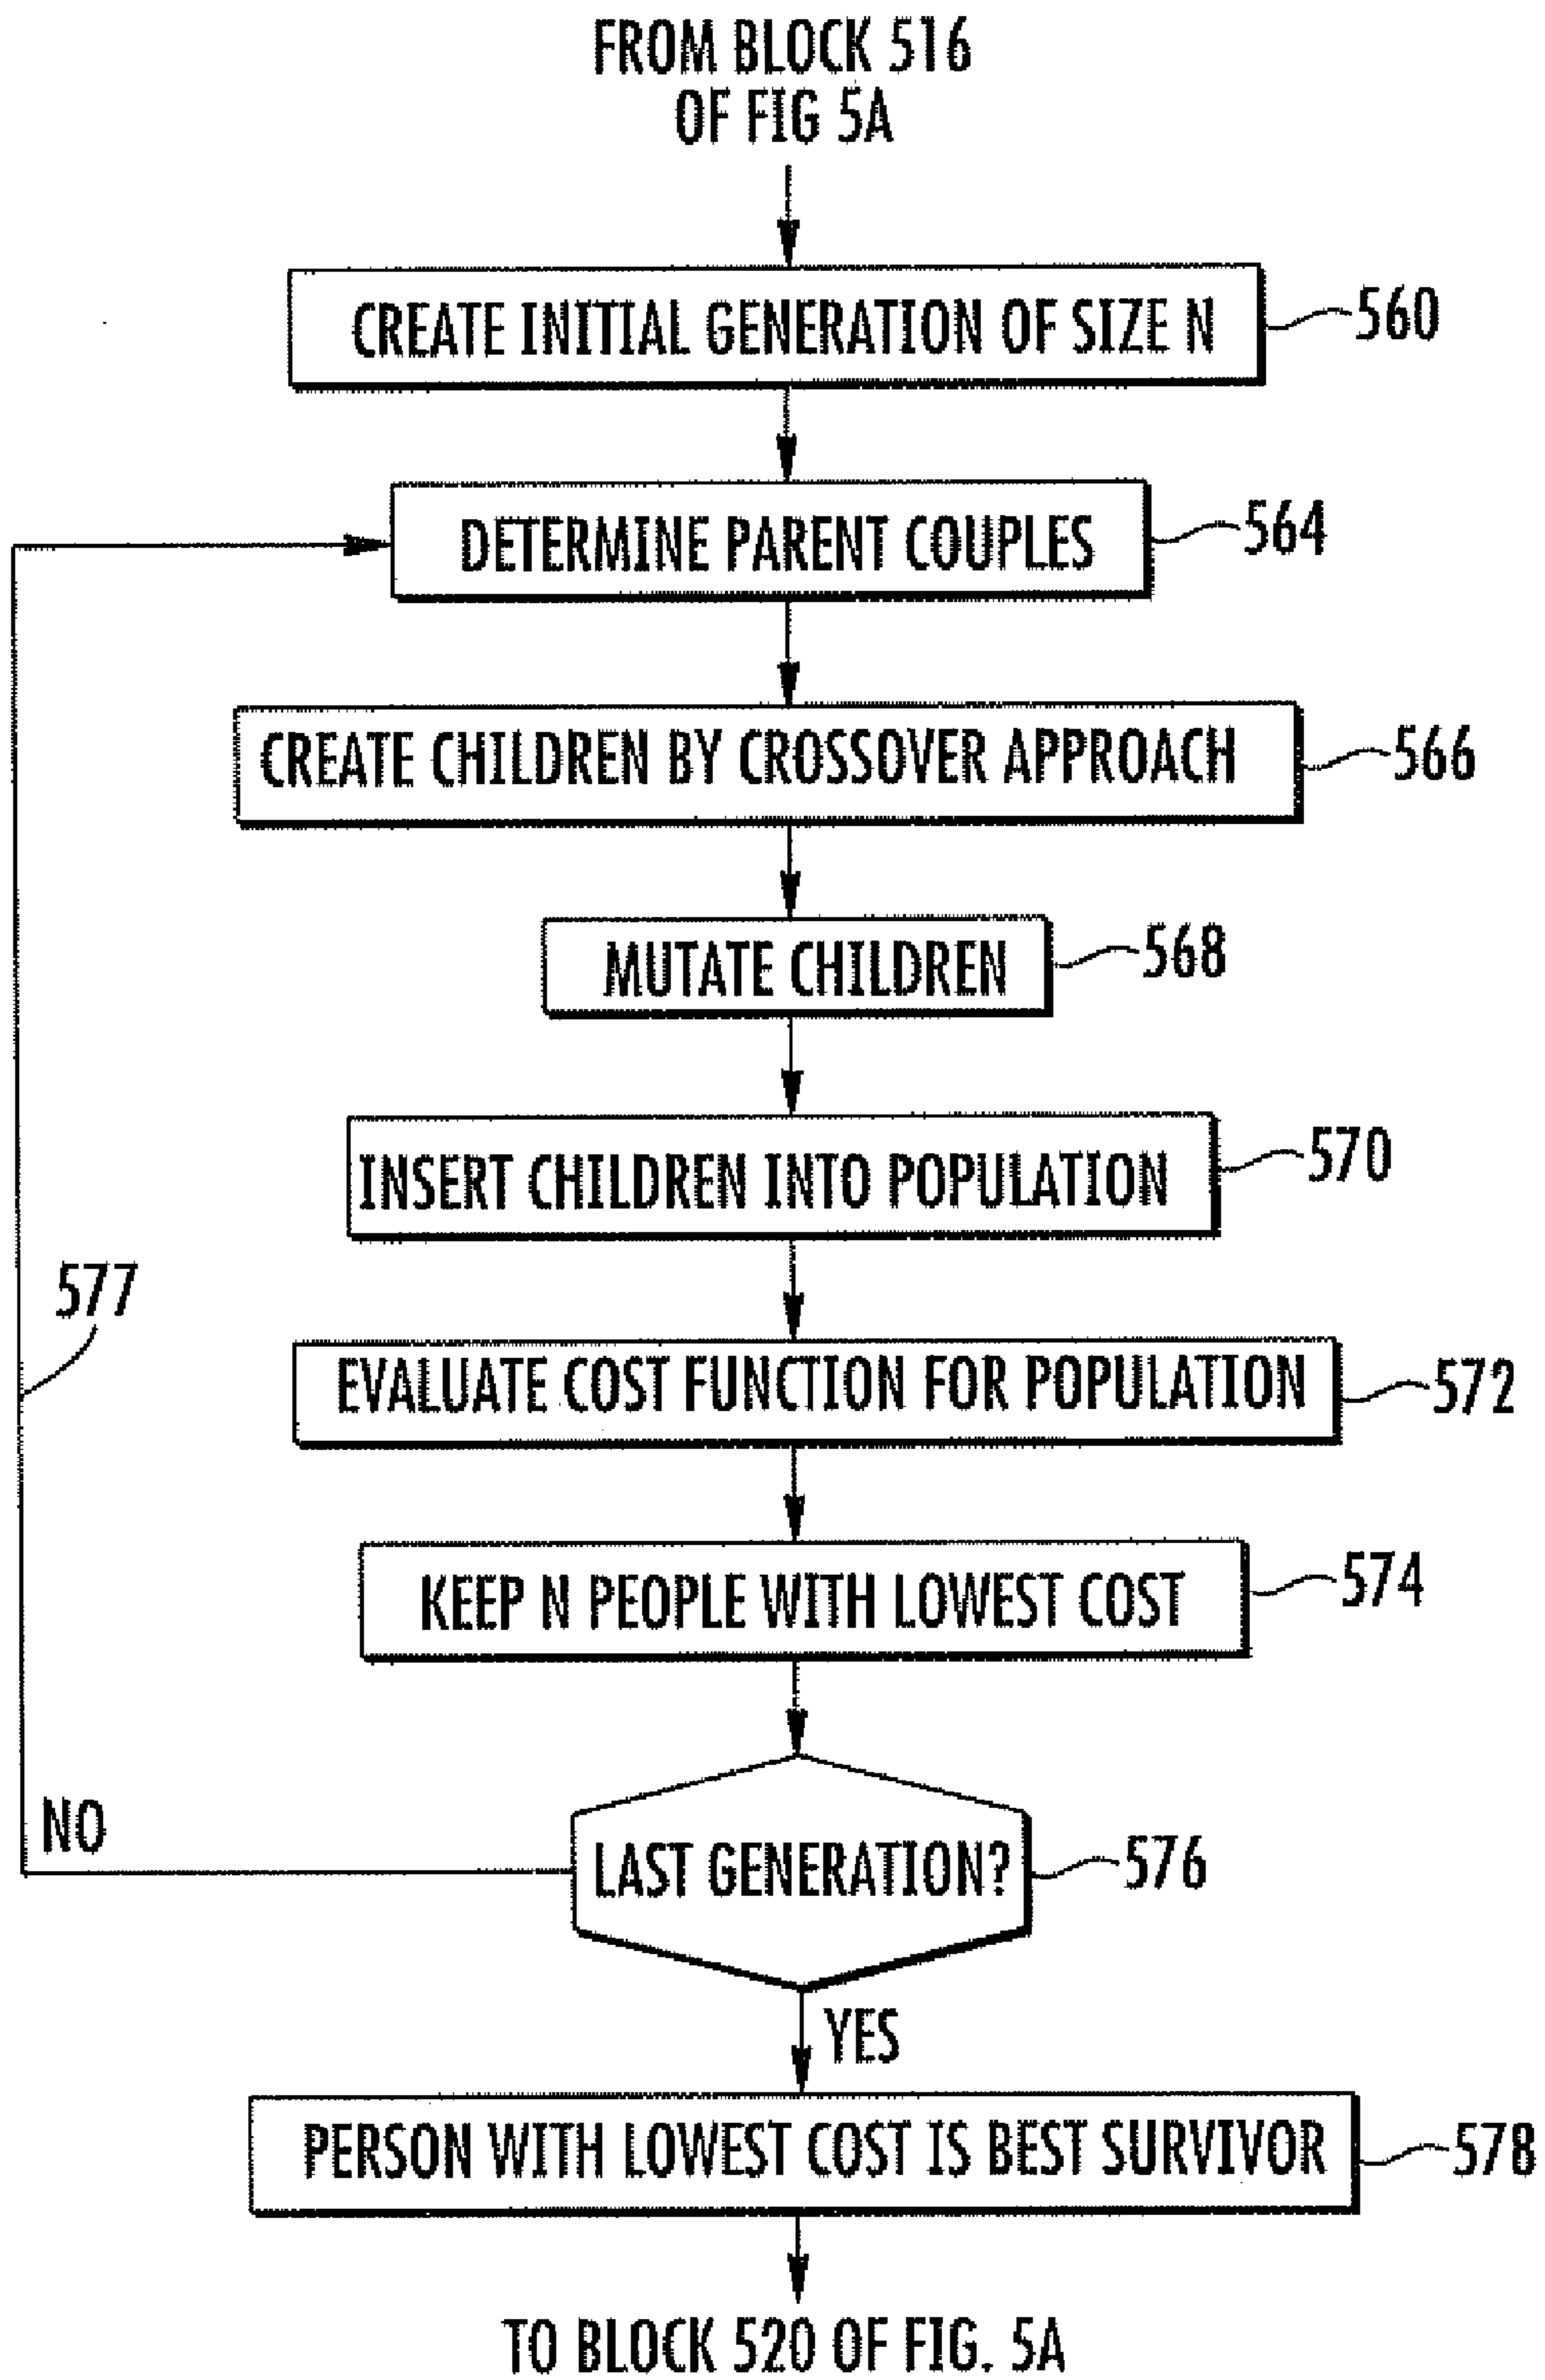 FROM BLOCK 516
OF FIG 5A
CREATE INITIAL GENERATION OF SIZE N
560
DETERMINE PARENT COUPLES
564
CREATE CHILDREN BY CROSSOVER APPROACH
566
MUTATE CHILDREN
568
INSERT CHILDREN INTO POPULATION
570
577
EVALUATE COST FUNCTION FOR POPULATION
572
KEEP N PEOPLE WITH LOWEST COST
574
NO
LAST GENERATION?
576
YES
PERSON WITH LOWEST COST IS BEST SURVIVOR
578
TO BLOCK 520 OF FIG. 5A